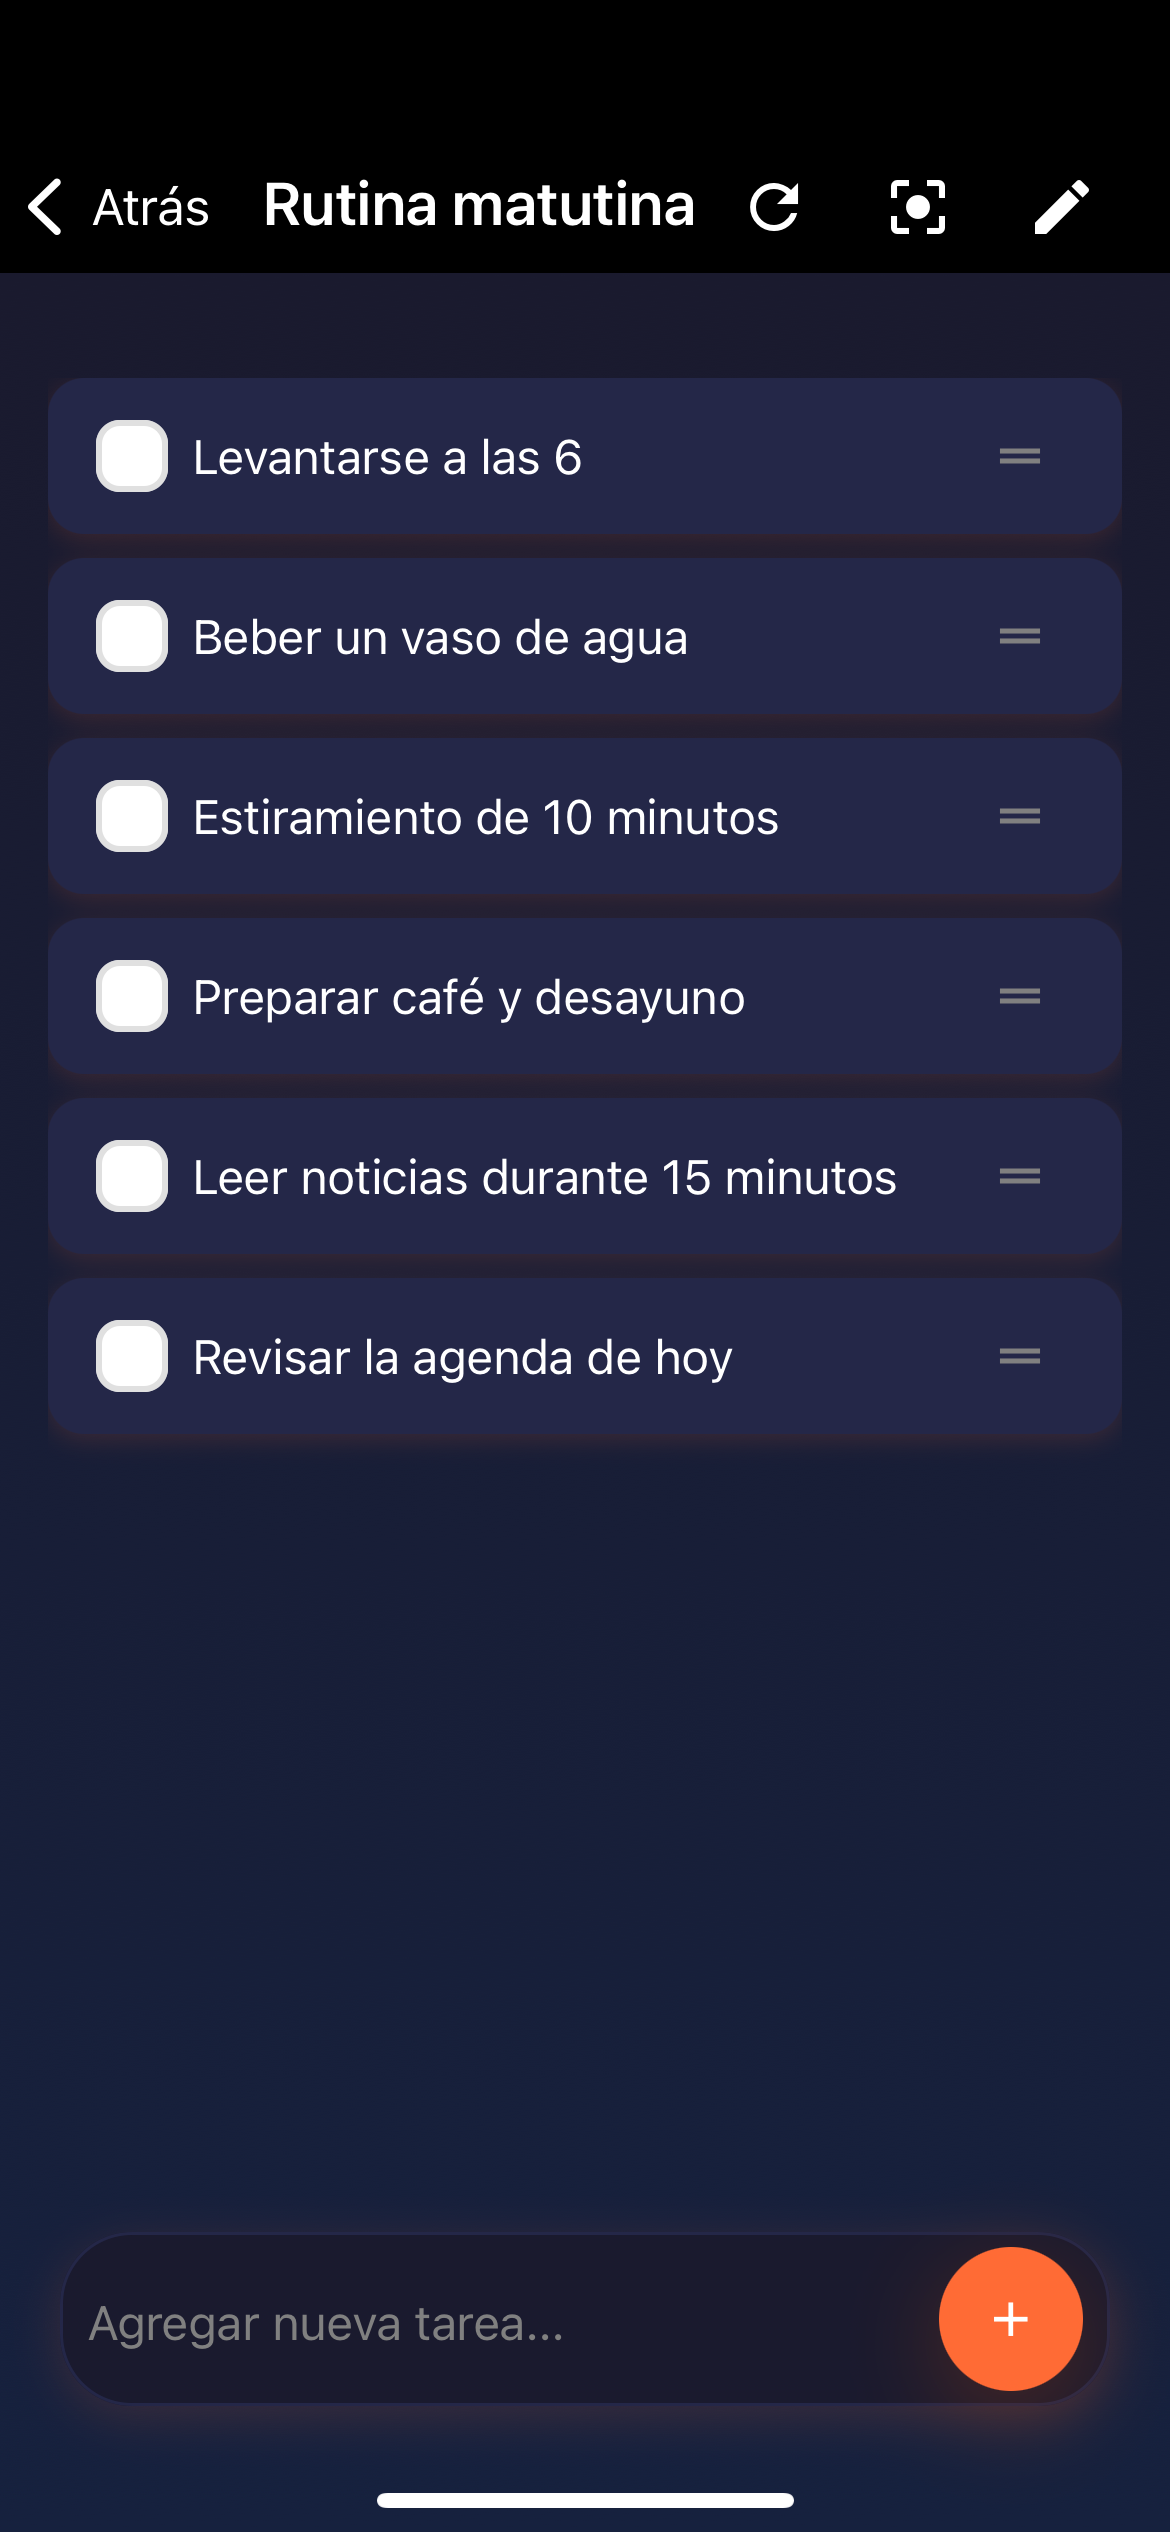 Atrás
Rutina matutina
Levantarse a las 6
Beber un vaso de agua
Estiramiento de 10 minutos
Preparar café y desayuno
Leer noticias durante 15 minutos
Revisar la agenda de hoy
Agregar nueva tarea...